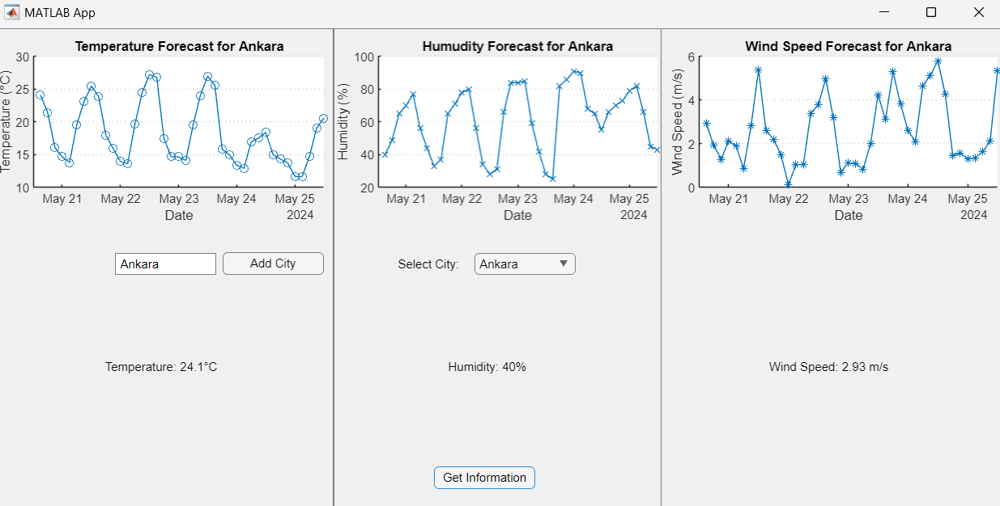 MATLAB App
Temperature Forecast for Ankara
30
25
20
15
10
Temperature (°C)
May 21 May 22 May 23 May 24 May 25
Date 2024
Humudity Forecast for Ankara
100
80
60
40
20
Humidity (%)
May 21 May 22 May 23 May 24 May 25
Date 2024
Wind Speed Forecast for Ankara
6
4
2
0
Wind Speed (m/s)
May 21 May 22 May 23 May 24 May 25
Date 2024
Ankara Add City
Select City: Ankara
Temperature: 24.1°C
Humidity: 40%
Wind Speed: 2.93 m/s
Get Information